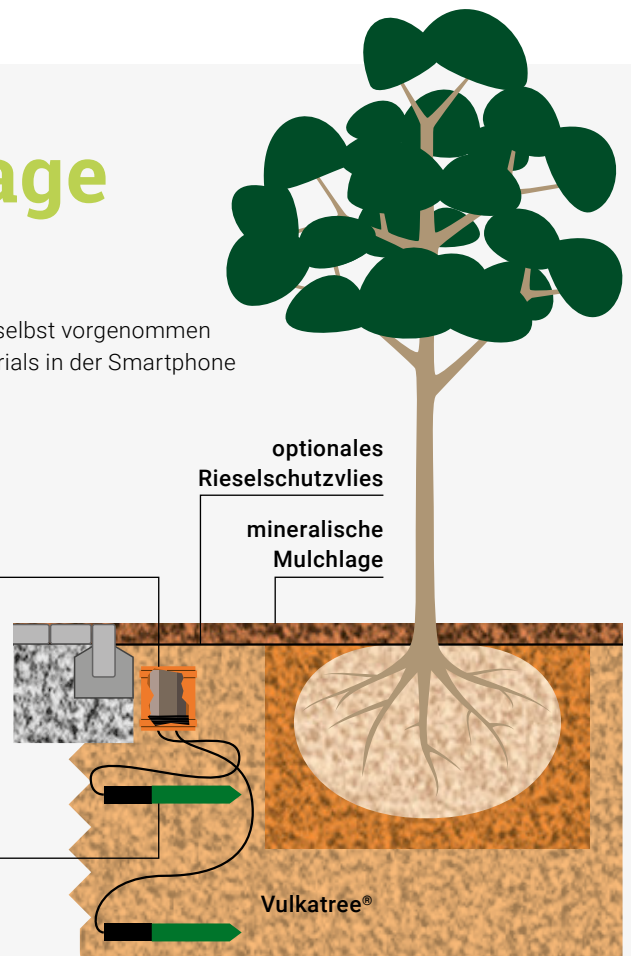 age
selbst vorgenommen
rials in der Smartphone
optionales
Rieselschutzvlies
mineralische
Mulchlage
Vulkatree®